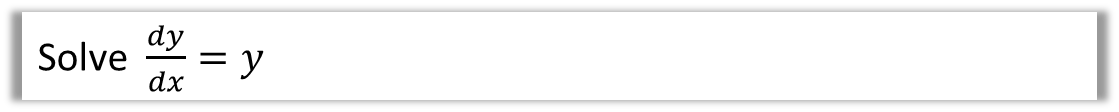 Solve dy/dx = y